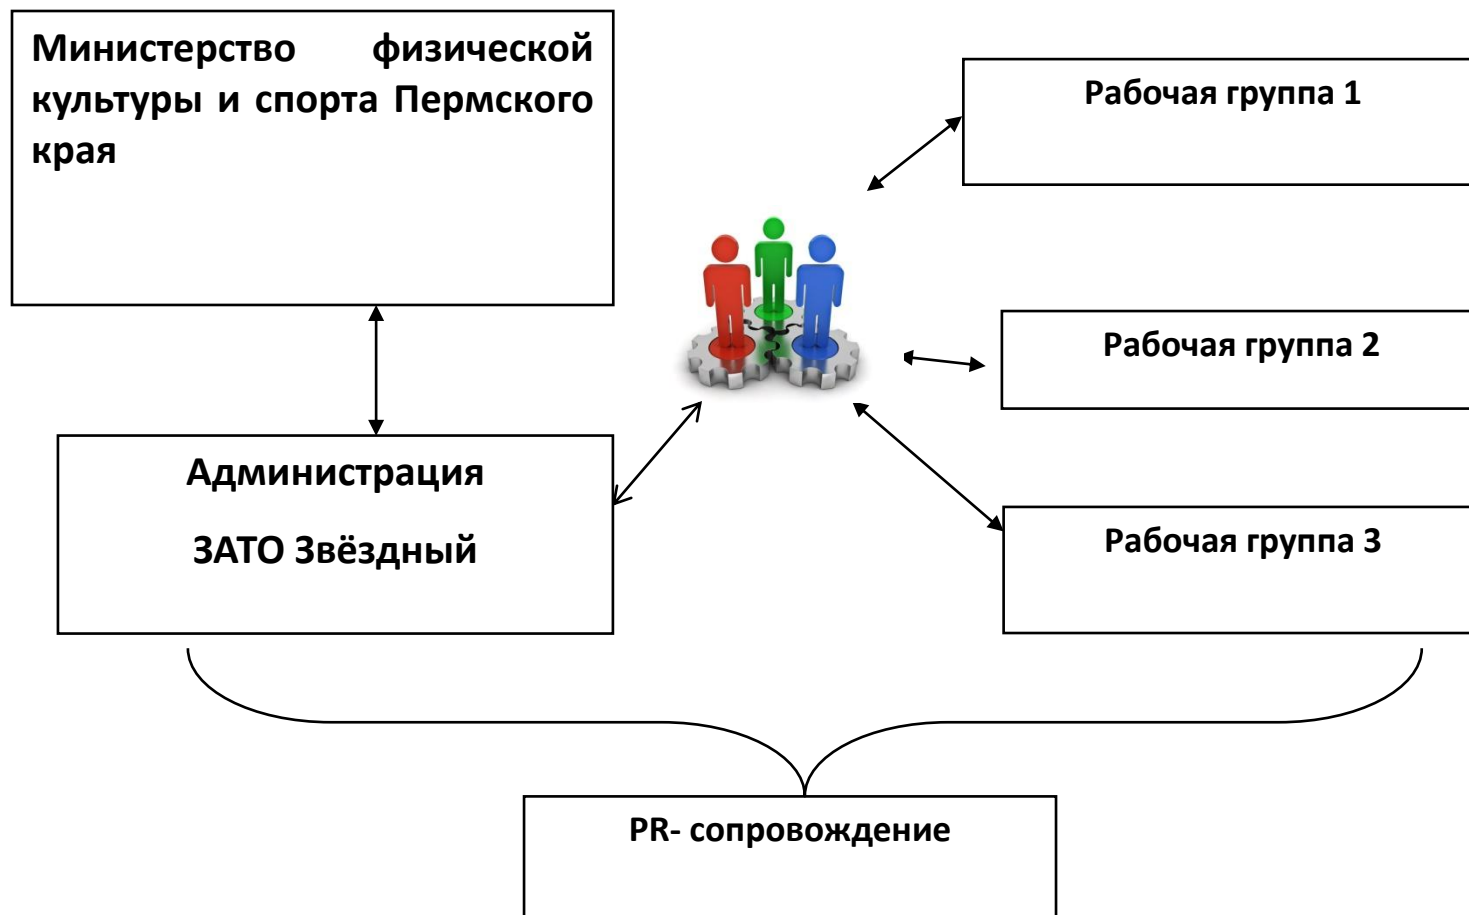 Министерство физической
культуры и спорта Пермского
края
Рабочая группа 1
Рабочая группа 2
Администрация
ЗАТО Звёздный
Рабочая группа 3
PR- сопровождение